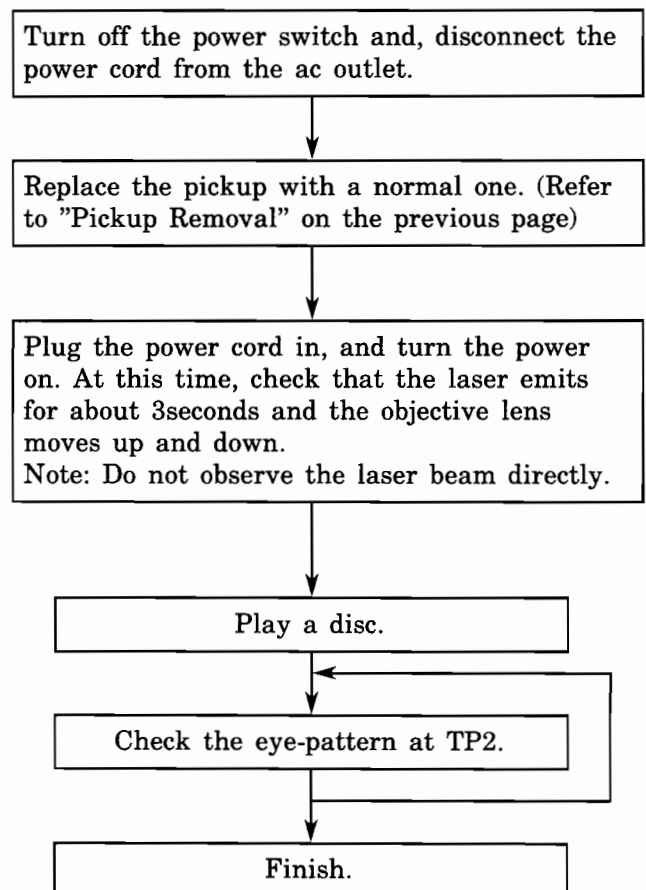 Turn off the power switch and, disconnect the
power cord from the ac outlet.
Replace the pickup with a normal one. (Refer
to ”Pickup Removal” on the previous page)
Plug the power cord in, and turn the power
on. At this time, check that the laser emits
for about 3seconds and the objective lens
moves up and down.
Note: Do not observe the laser beam directly.
Play a disc.
Check the eye-pattern at TP2.
Finish.